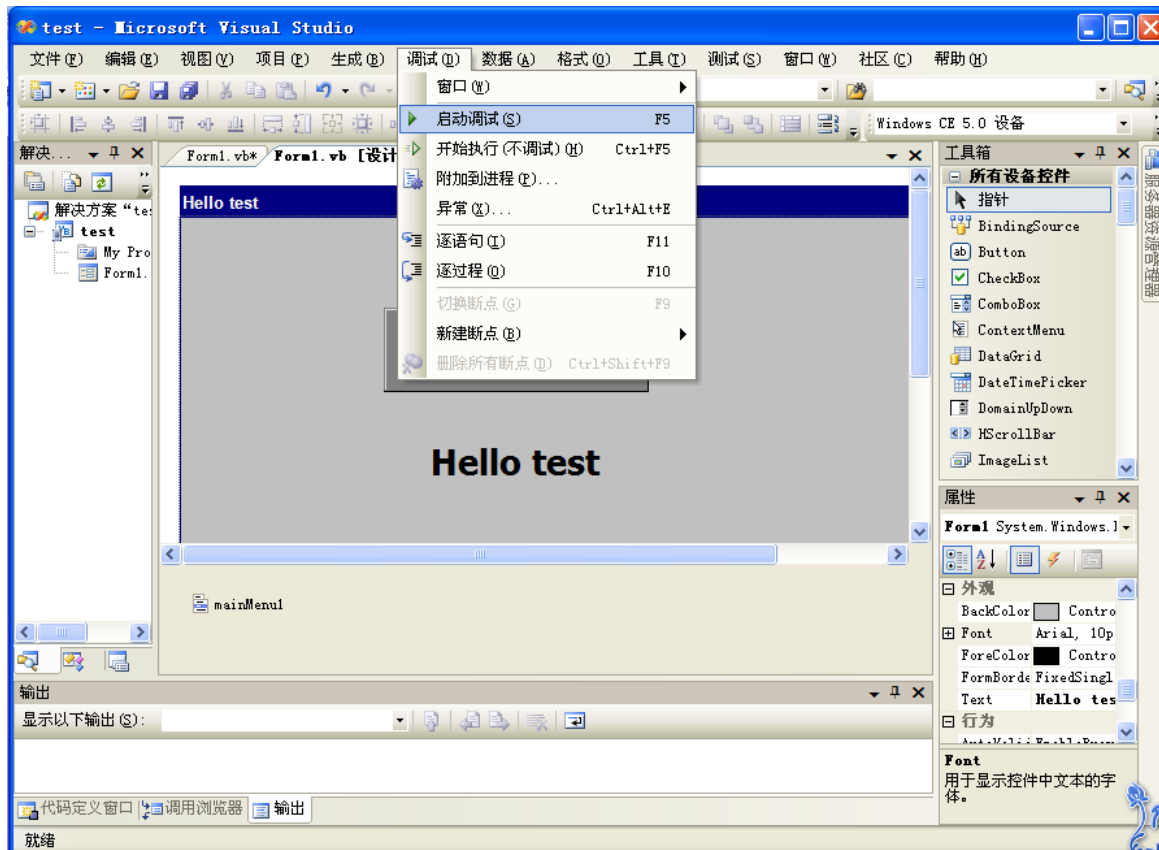 test - Microsoft Visual Studio
文件(F) 编辑(E) 视图(V) 项目(P) 生成(B) 调试(D) 数据(A) 格式(O) 工具(T) 测试(S) 窗口(W) 社区(C) 帮助(H)
窗口(W)
启动调试(S) F5
开始执行(不调试)(H) Ctrl+F5
附加到进程(P)...
异常(X)... Ctrl+Alt+E
逐语句(I) F11
逐过程(O) F10
切换断点(G) F9
新建断点(B)
删除所有断点(D) Ctrl+Shift+F9
Windows CE 5.0 设备
解决...
解决方案“te
test
My Pro
Form1.
Form1.vb* Form1.vb [设计
Hello test
Hello test
mainMenu1
工具箱
所有设备控件
指针
BindingSource
Button
CheckBox
ComboBox
ContextMenu
DataGrid
DateTimePicker
DomainUpDown
HScrollBar
ImageList
服务器资源管理器
属性
Form1 System.Windows.
外观
BackColor Contro
Font Arial, 10p
ForeColor Contro
FormBorde FixedSingl
Text Hello tes
行为
Font
用于显示控件中文本的字
体。
输出
显示以下输出(S):
代码定义窗口 调用浏览器 输出
就绪